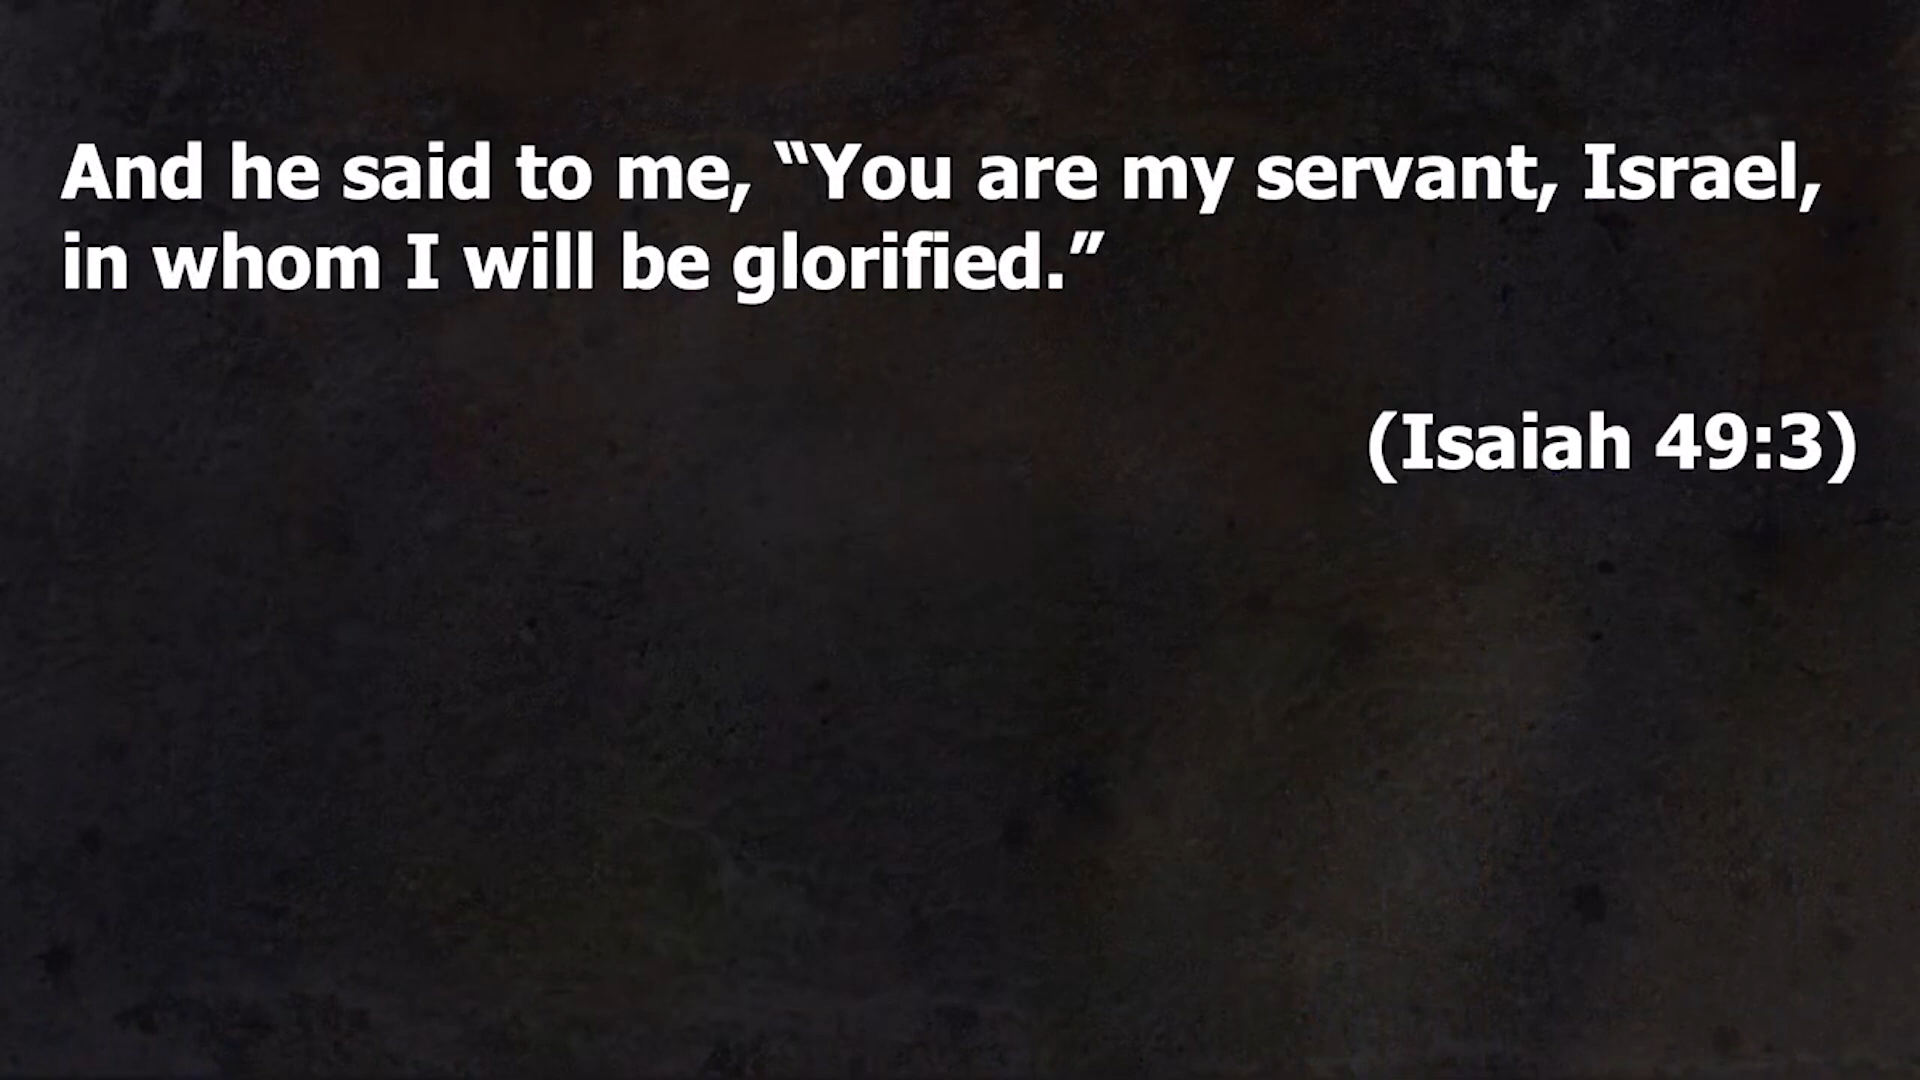 And he said to me, “You are my servant, Israel,
in whom I will be glorified.”
(Isaiah 49:3)